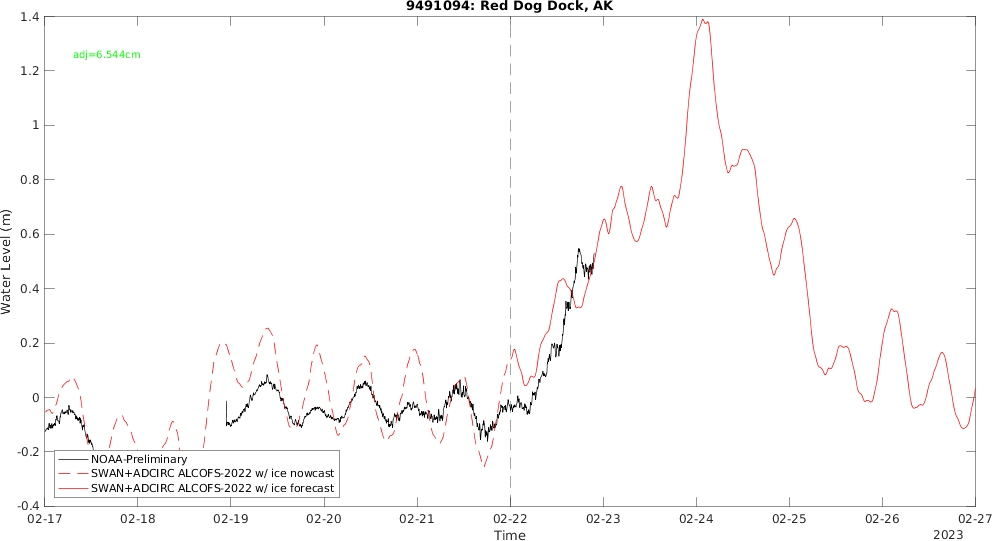 9491094: Red Dog Dock, AK
adj=6.544cm
Water Level (m)
1.4
1.2
1
0.8
0.6
0.4
0.2
0
-0.2
-0.4
NOAA-Preliminary
SWAN+ADCIRC ALCOFS-2022 w/ ice nowcast
SWAN+ADCIRC ALCOFS-2022 w/ ice forecast
02-17 02-18 02-19 02-20 02-21 02-22 02-23 02-24 02-25 02-26 02-27
Time
2023